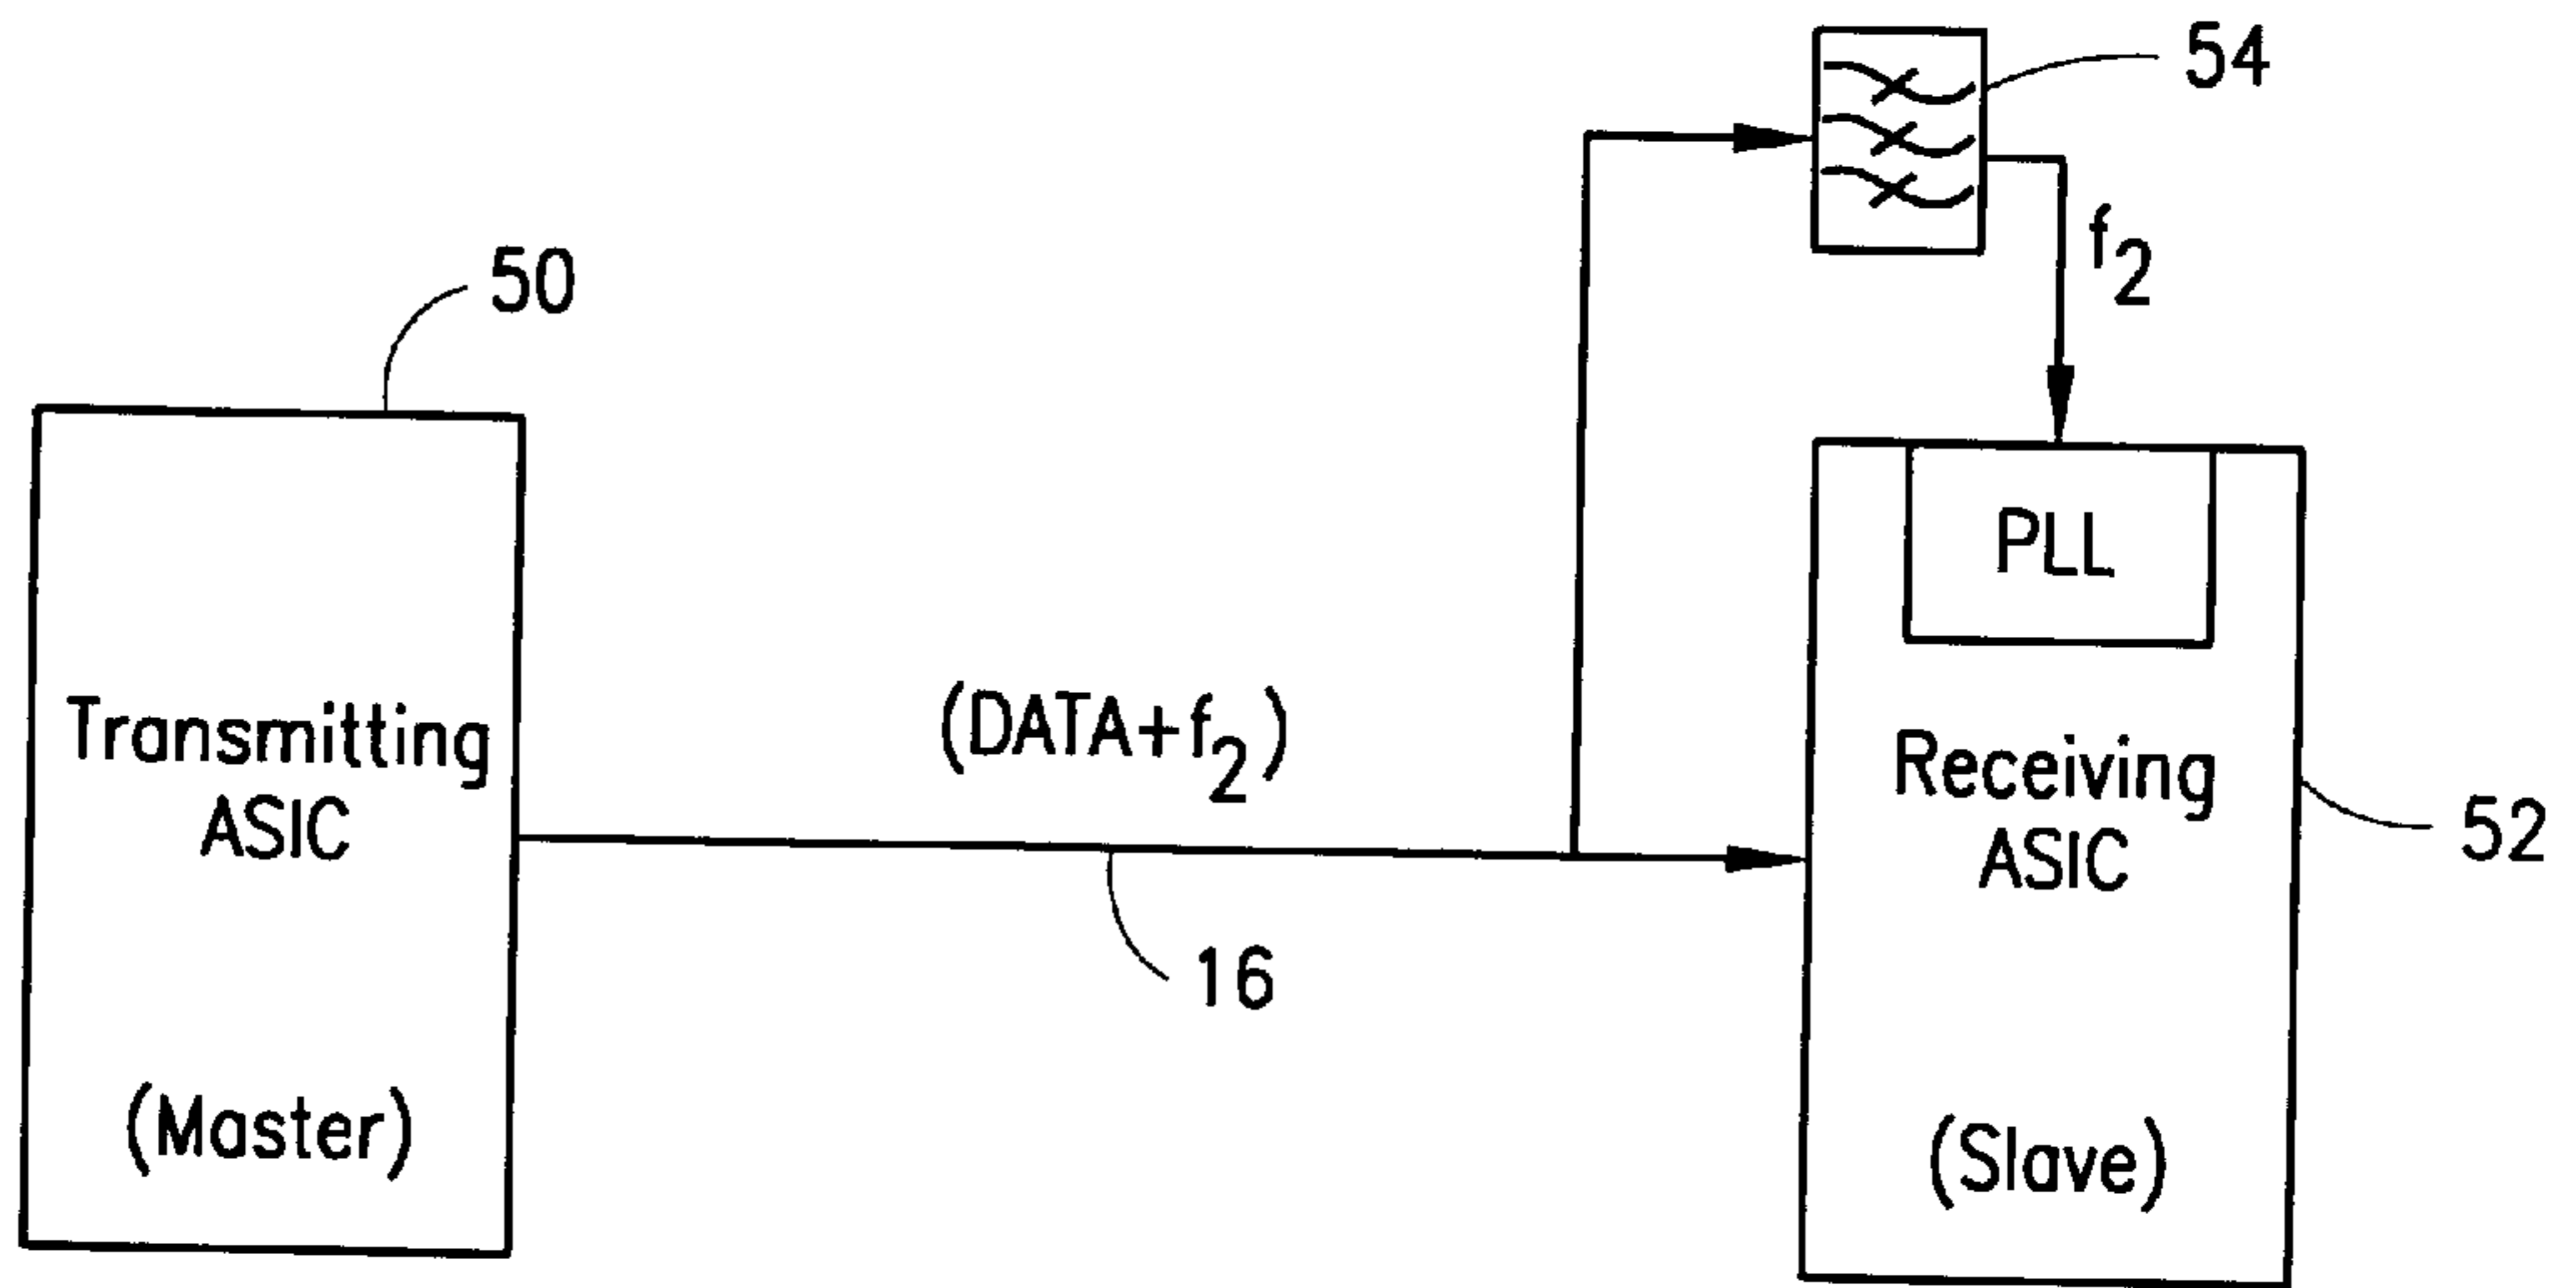 54
50
f2
PLL
(DATA+f2)
Transmitting
ASIC
Receiving
ASIC
52
16
(Master)
(Slave)